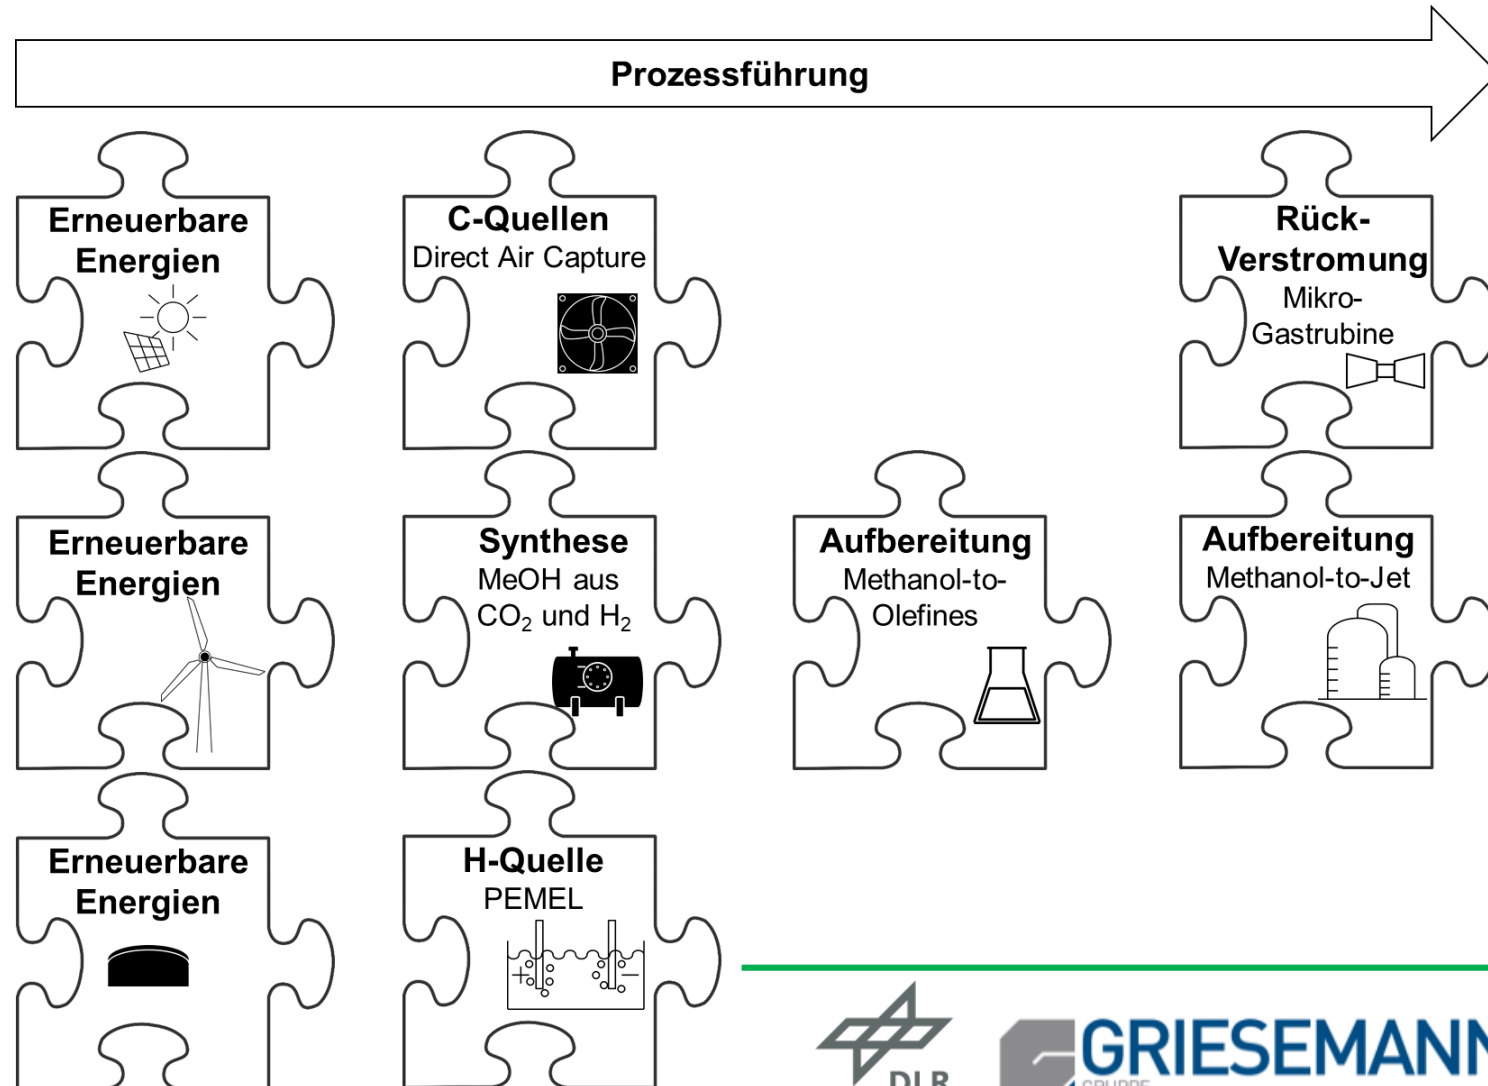 Prozessführung
Erneuerbare
Energien
C-Quellen
Direct Air Capture
Rück-
Verstromung
Mikro-
Gastrubine
Erneuerbare
Energien
Synthese
MeOH aus
CO₂ und H₂
Aufbereitung
Methanol-to-
Olefines
Aufbereitung
Methanol-to-Jet
Erneuerbare
Energien
H-Quelle
PEMEL
+ −
DLR
GRIESEMANN
GRUPPE